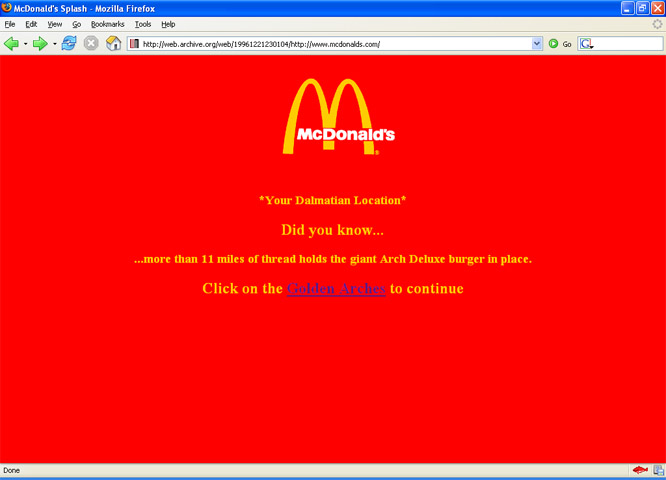 McDonald's Splash - Mozilla Firefox
File Edit View Go Bookmarks Tools Help
http://web.archive.org/web/19961221230104/http://www.mcdonalds.com/ Go G
McDonald's ®
*Your Dalmatian Location*
Did you know...
...more than 11 miles of thread holds the giant Arch Deluxe burger in place.
Click on the Golden Arches to continue
Done